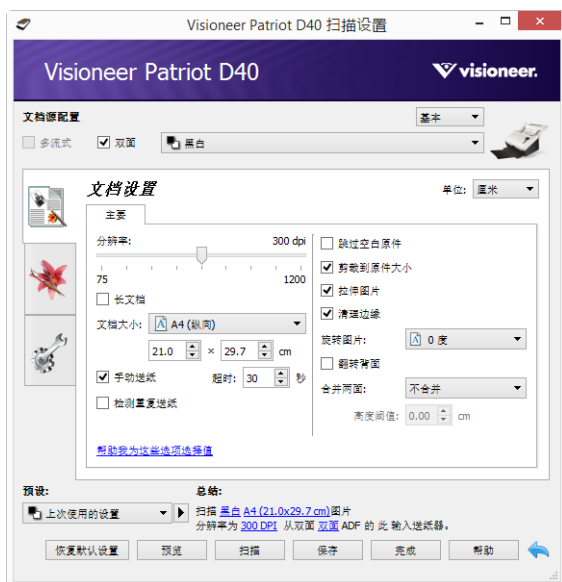 Visioneer Patriot D40 扫描设置
Visioneer Patriot D40
visioneer.
文档源配置
基本
多流式 双面 黑白
文档设置
单位: 厘米
主要
分辨率: 300 dpi
75 1200
长文档
文档大小: A4 (纵向)
21.0 × 29.7 cm
手动送纸 超时: 30 秒
检测重复送纸
帮助我为这些选项选择值
跳过空白原件
剪裁到原件大小
拉伸图片
清理边缘
旋转图片: 0 度
翻转背面
合并两面: 不合并
高度阈值: 0.00 cm
预设:
上次使用的设置
总结:
扫描 黑白 A4 (21.0x29.7 cm)图片
分辨率为 300 DPI 从双面 双面 ADF 的 此 输入送纸器。
恢复默认设置 预览 扫描 保存 完成 帮助